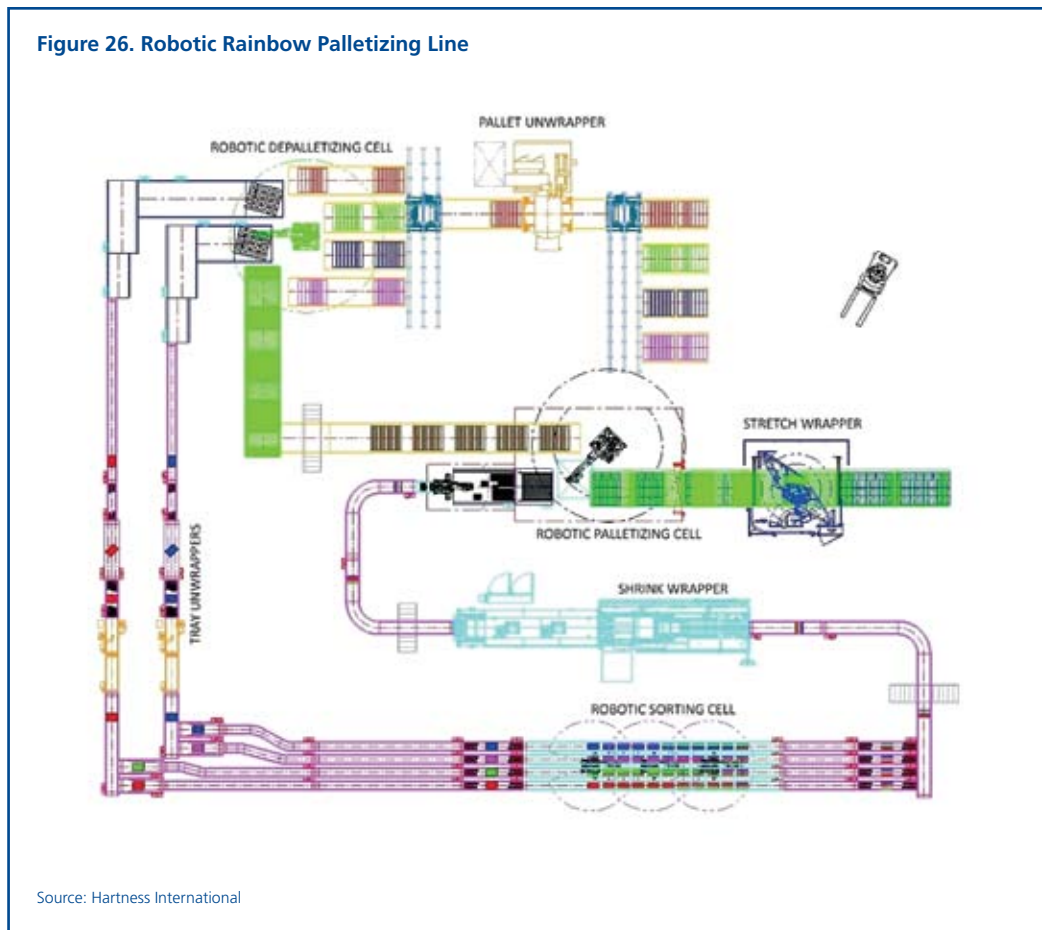 Figure 26. Robotic Rainbow Palletizing Line
PALLET UNWRAPPER
ROBOTIC DEPALLETIZING CELL
STRETCH WRAPPER
ROBOTIC PALLETIZING CELL
TRAY UNWRAPPERS
SHRINK WRAPPER
ROBOTIC SORTING CELL
Source: Hartness International